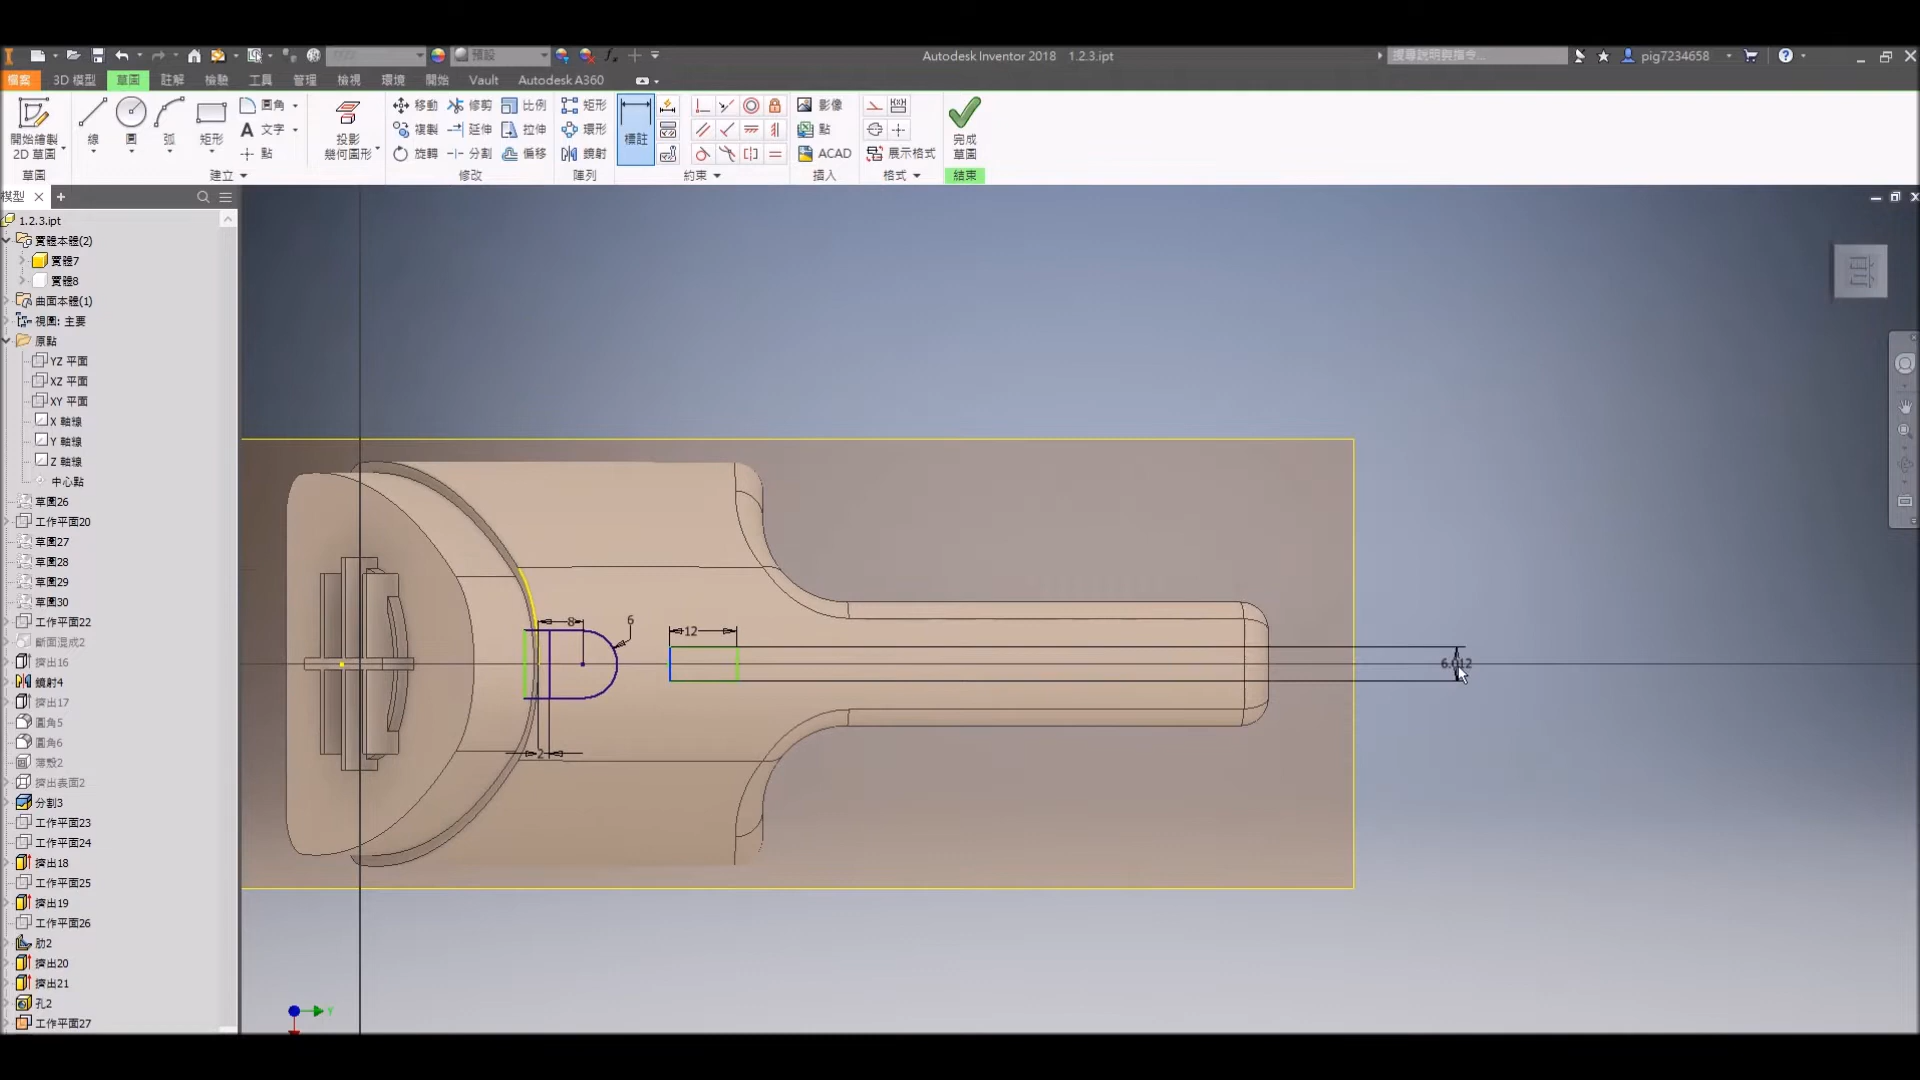 預設
Autodesk Inventor 2018 1.2.3.ipt
搜尋說明與指令...
pig7234658
檔案 3D 模型 草圖 註解 檢驗 工具 管理 檢視 環境 開始 Vault Autodesk A360
開始繪製
2D 草圖
線
圓
弧
矩形
圓角
文字
點
投影
幾何圖形
移動 修剪 比例
複製 延伸 拉伸
旋轉 分割 偏移
矩形
環形
鏡射
標註
影像
點
ACAD
展示格式
完成
草圖
草圖 建立 修改 陣列 約束 插入 格式 結束
模型
1.2.3.ipt
實體本體(2)
實體7
實體8
曲面本體(1)
視圖: 主要
原點
YZ 平面
XZ 平面
XY 平面
X 軸線
Y 軸線
Z 軸線
中心點
草圖26
工作平面20
草圖27
草圖28
草圖29
草圖30
工作平面22
斷面混成2
擠出16
鏡射4
擠出17
圓角5
圓角6
薄殼2
擠出表面2
分割3
工作平面23
工作平面24
擠出18
工作平面25
擠出19
工作平面26
肋2
擠出20
擠出21
孔2
工作平面27
8
6
12
2
Y